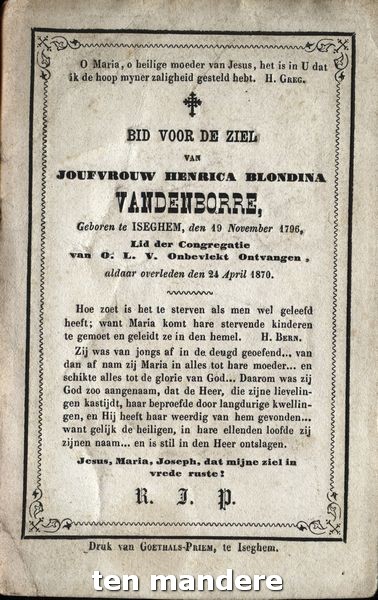 O Maria, o heilige moeder van Jesus, het is in U dat
ik de hoop myner zaligheid gesteld hebt. H. Greg.
BID VOOR DE ZIEL
VAN
JOUFVROUW HENRICA BLONDINA
VANDENBORRE,
Geboren te ISEGHEM, den 19 November 1796,
Lid der Congregatie
van O. L. V. Onbevlekt Ontvangen,
aldaar overleden den 24 April 1870.
Hoe zoet is het te sterven als men wel geleefd
heeft; want Maria komt hare stervende kinderen
te gemoet en geleidt ze in den hemel. H. Bern.
Zij was van jongs af in de deugd geoefend... van
dan af nam zij Maria in alles tot hare moeder... en
schikte alles tot de glorie van God... Daarom was zij
God zoo aangenaam, dat de Heer, die zijne lievelin-
gen kastijdt, haar beproefde door langdurige kwellin-
gen, en Hij heeft haar weerdig van hem gevonden...
want gelijk de heiligen, in hare ellenden loofde zij
zijnen naam... en is stil in den Heer ontslagen.
Jesus, Maria, Joseph, dat mijne ziel in
vrede ruste!
R. I. P.
Druk van Goethals-Priem, te Iseghem.
ten mandere